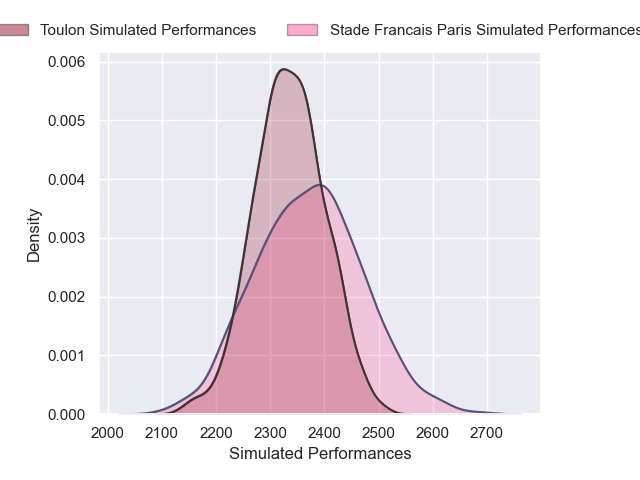 Toulon Simulated Performances
Stade Francais Paris Simulated Performances
0.006
0.005
0.004
0.003
0.002
0.001
0.000
Density
2000 2100 2200 2300 2400 2500 2600 2700
Simulated Performances